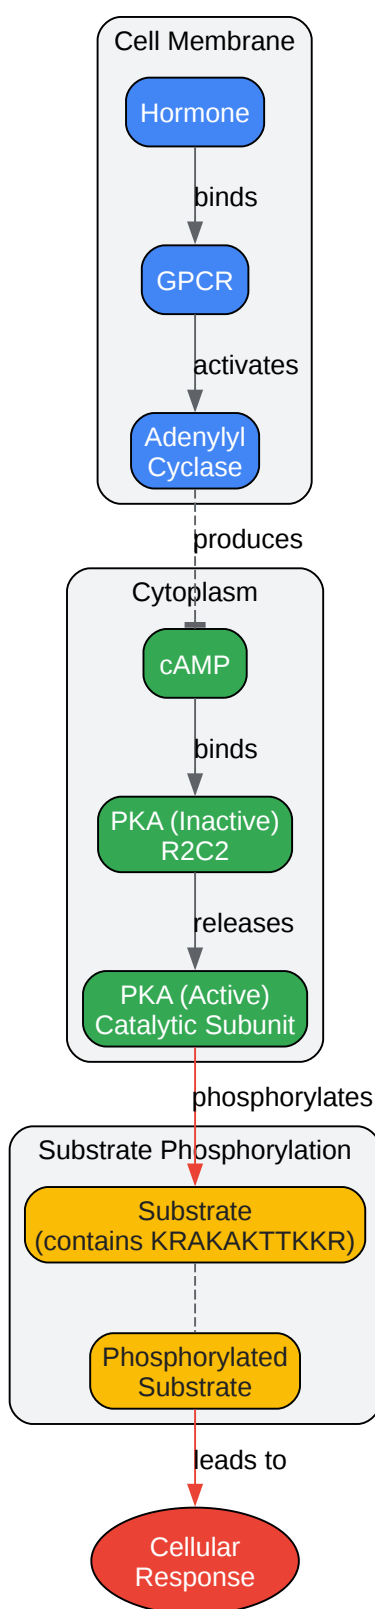 Cell Membrane
Hormone
binds
GPCR
activates
Adenylyl
Cyclase
produces
Cytoplasm
cAMP
binds
PKA (Inactive)
R2C2
releases
PKA (Active)
Catalytic Subunit
phosphorylates
Substrate Phosphorylation
Substrate
(contains KRAKAKTTKKR)
Phosphorylated
Substrate
leads to
Cellular
Response